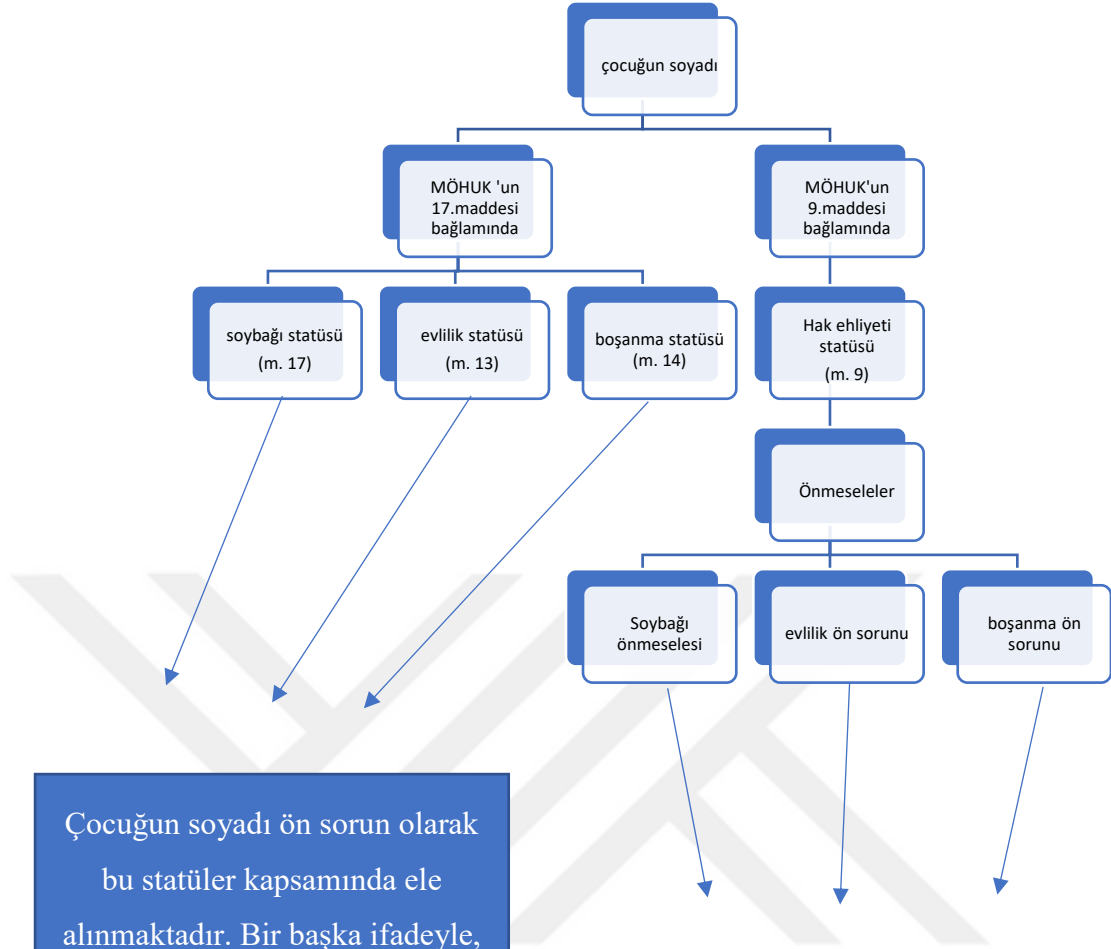 çocuğun soyadı
MÖHUK 'un
17.maddesi
bağlamında
MÖHUK'un
9.maddesi
bağlamında
soybağı statüsü
(m. 17)
evlilik statüsü
(m. 13)
boşanma statüsü
(m. 14)
Hak ehliyeti
statüsü
(m. 9)
Önmeseleler
Soybağı
önmeselesi
evlilik ön sorunu
boşanma ön
sorunu
Çocuğun soyadı ön sorun olarak
bu statüler kapsamında ele
alınmaktadır. Bir başka ifadeyle,